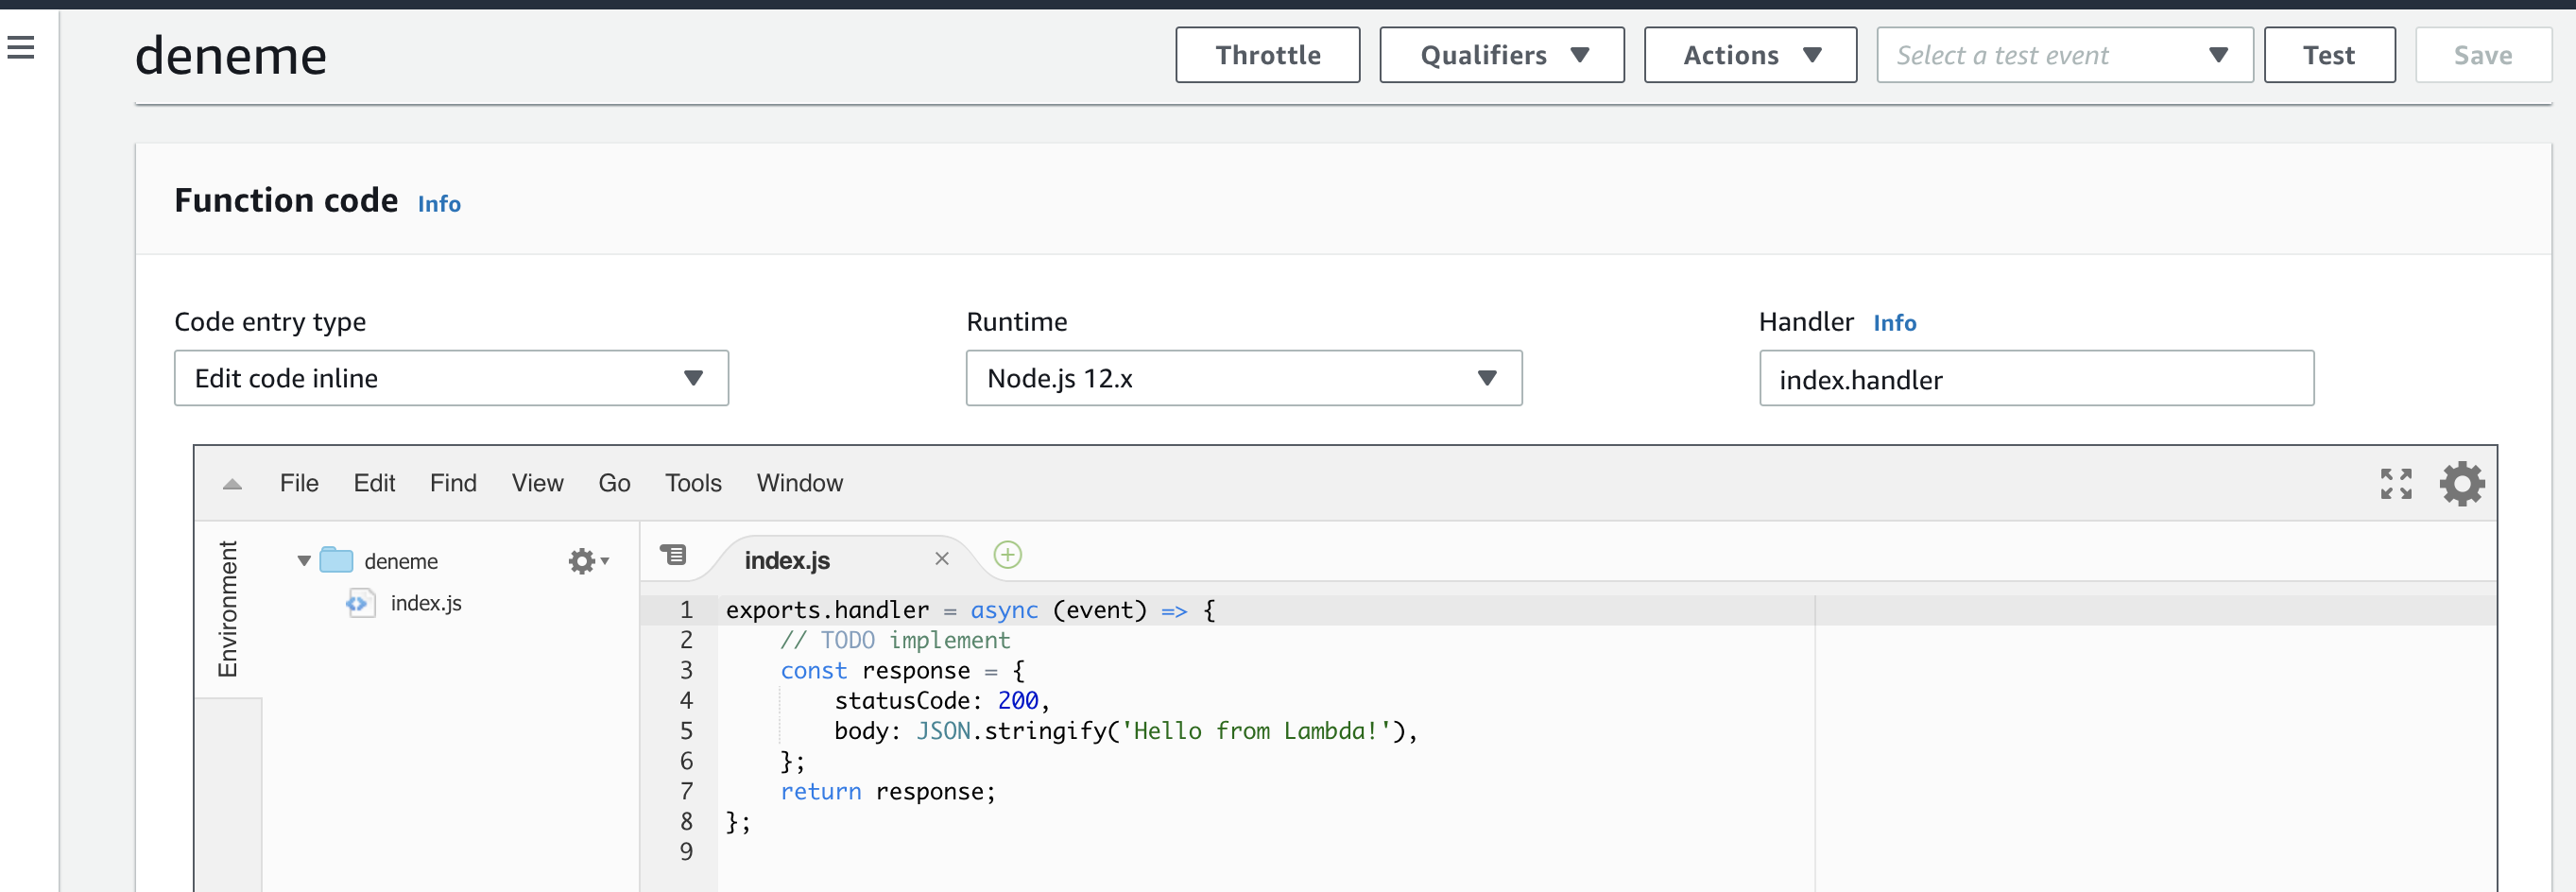 deneme
Throttle
Qualifiers
Actions
Select a test event
Test
Save
Function code Info
Code entry type
Edit code inline
Runtime
Node.js 12.x
Handler Info
index.handler
File Edit Find View Go Tools Window
Environment
deneme
index.js
index.js
1 exports.handler = async (event) => {
2     // TODO implement
3     const response = {
4         statusCode: 200,
5         body: JSON.stringify('Hello from Lambda!'),
6     };
7     return response;
8 };
9